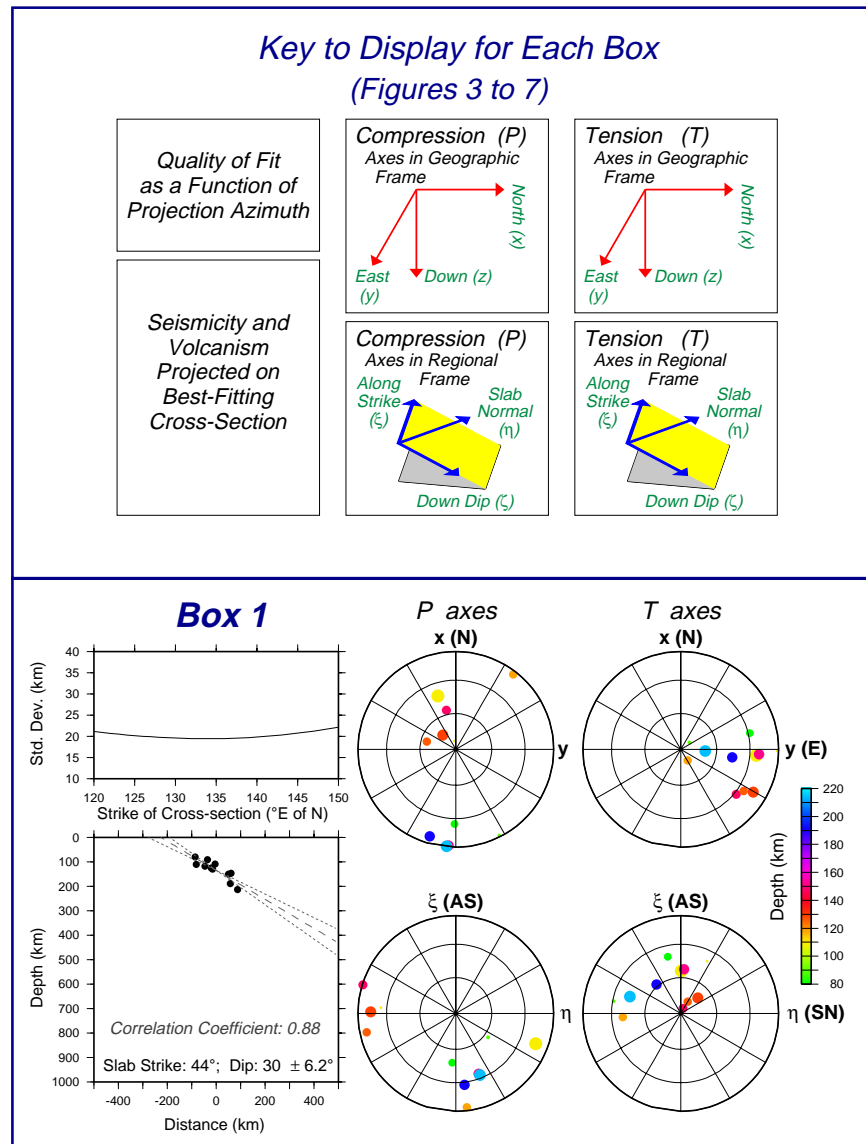 Key to Display for Each Box
(Figures 3 to 7)
Quality of Fit
as a Function of
Projection Azimuth
Compression (P)
Axes in Geographic
Frame
North (x)
East
(y)
Down (z)
Tension (T)
Axes in Geographic
Frame
North (x)
East
(y)
Down (z)
Seismicity and
Volcanism
Projected on
Best-Fitting
Cross-Section
Compression (P)
Axes in Regional
Frame
Along
Strike
(ξ)
Slab
Normal
(η)
Down Dip (ζ)
Tension (T)
Axes in Regional
Frame
Along
Strike
(ξ)
Slab
Normal
(η)
Down Dip (ζ)
Box 1
P axes
T axes
x (N)
x (N)
y
y (E)
Std. Dev. (km)
40
35
30
25
20
15
10
120 125 130 135 140 145 150
Strike of Cross-section (°E of N)
Depth (km)
0
100
200
300
400
500
600
700
800
900
1000
Correlation Coefficient: 0.88
Slab Strike: 44°; Dip: 30 ± 6.2°
-400 -200 0 200 400
Distance (km)
ξ (AS)
ξ (AS)
η
η (SN)
Depth (km)
220
200
180
160
140
120
100
80